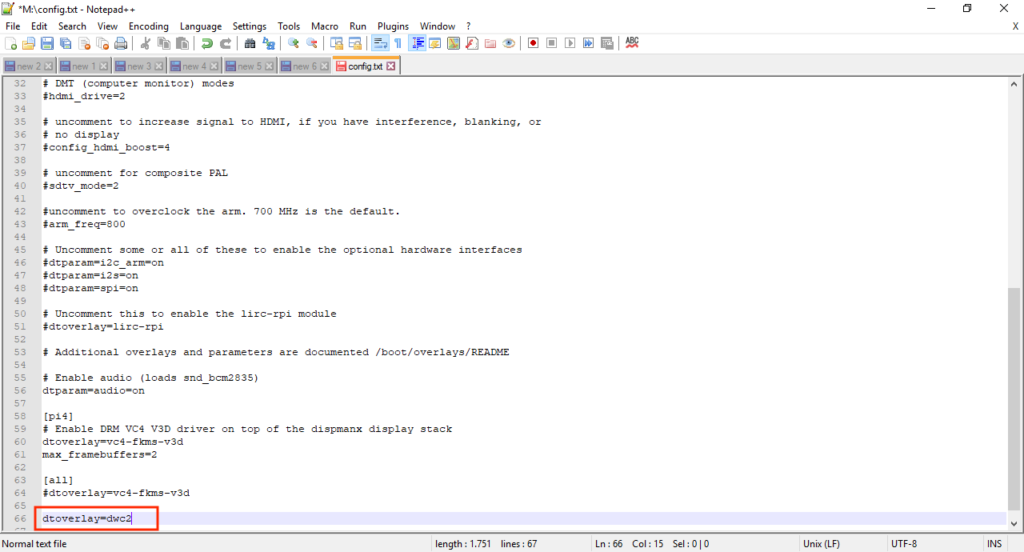 *M:\config.txt - Notepad++
File Edit Search View Encoding Language Settings Tools Macro Run Plugins Window ? X
new 2 new 1 new 3 new 4 new 5 new 6 config.txt
32 # DMT (computer monitor) modes
33 #hdmi_drive=2
34
35 # uncomment to increase signal to HDMI, if you have interference, blanking, or
36 # no display
37 #config_hdmi_boost=4
38
39 # uncomment for composite PAL
40 #sdtv_mode=2
41
42 #uncomment to overclock the arm. 700 MHz is the default.
43 #arm_freq=800
44
45 # Uncomment some or all of these to enable the optional hardware interfaces
46 #dtparam=i2c_arm=on
47 #dtparam=i2s=on
48 #dtparam=spi=on
49
50 # Uncomment this to enable the lirc-rpi module
51 #dtoverlay=lirc-rpi
52
53 # Additional overlays and parameters are documented /boot/overlays/README
54
55 # Enable audio (loads snd_bcm2835)
56 dtparam=audio=on
57
58 [pi4]
59 # Enable DRM VC4 V3D driver on top of the dispmanx display stack
60 dtoverlay=vc4-fkms-v3d
61 max_framebuffers=2
62
63 [all]
64 #dtoverlay=vc4-fkms-v3d
65
66 dtoverlay=dwc2
Normal text file length : 1.751 lines : 67 Ln : 66 Col : 15 Sel : 0 | 0 Unix (LF) UTF-8 INS